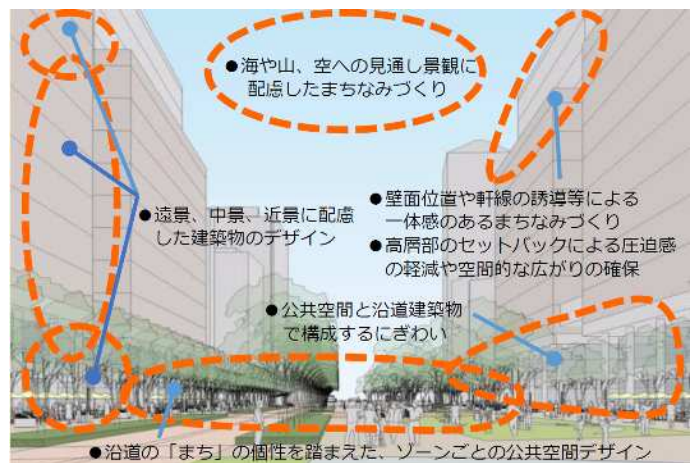 ●海や山、空への見通し景観に
配慮したまちなみづくり
●遠景、中景、近景に配慮
した建築物のデザイン
●壁面位置や軒線の誘導等による
一体感のあるまちなみづくり
●高層部のセットバックによる圧迫感
の軽減や空間的な広がりの確保
●公共空間と沿道建築物
で構成するにぎわい
●沿道の「まち」の個性を踏まえた、ゾーンごとの公共空間デザイン